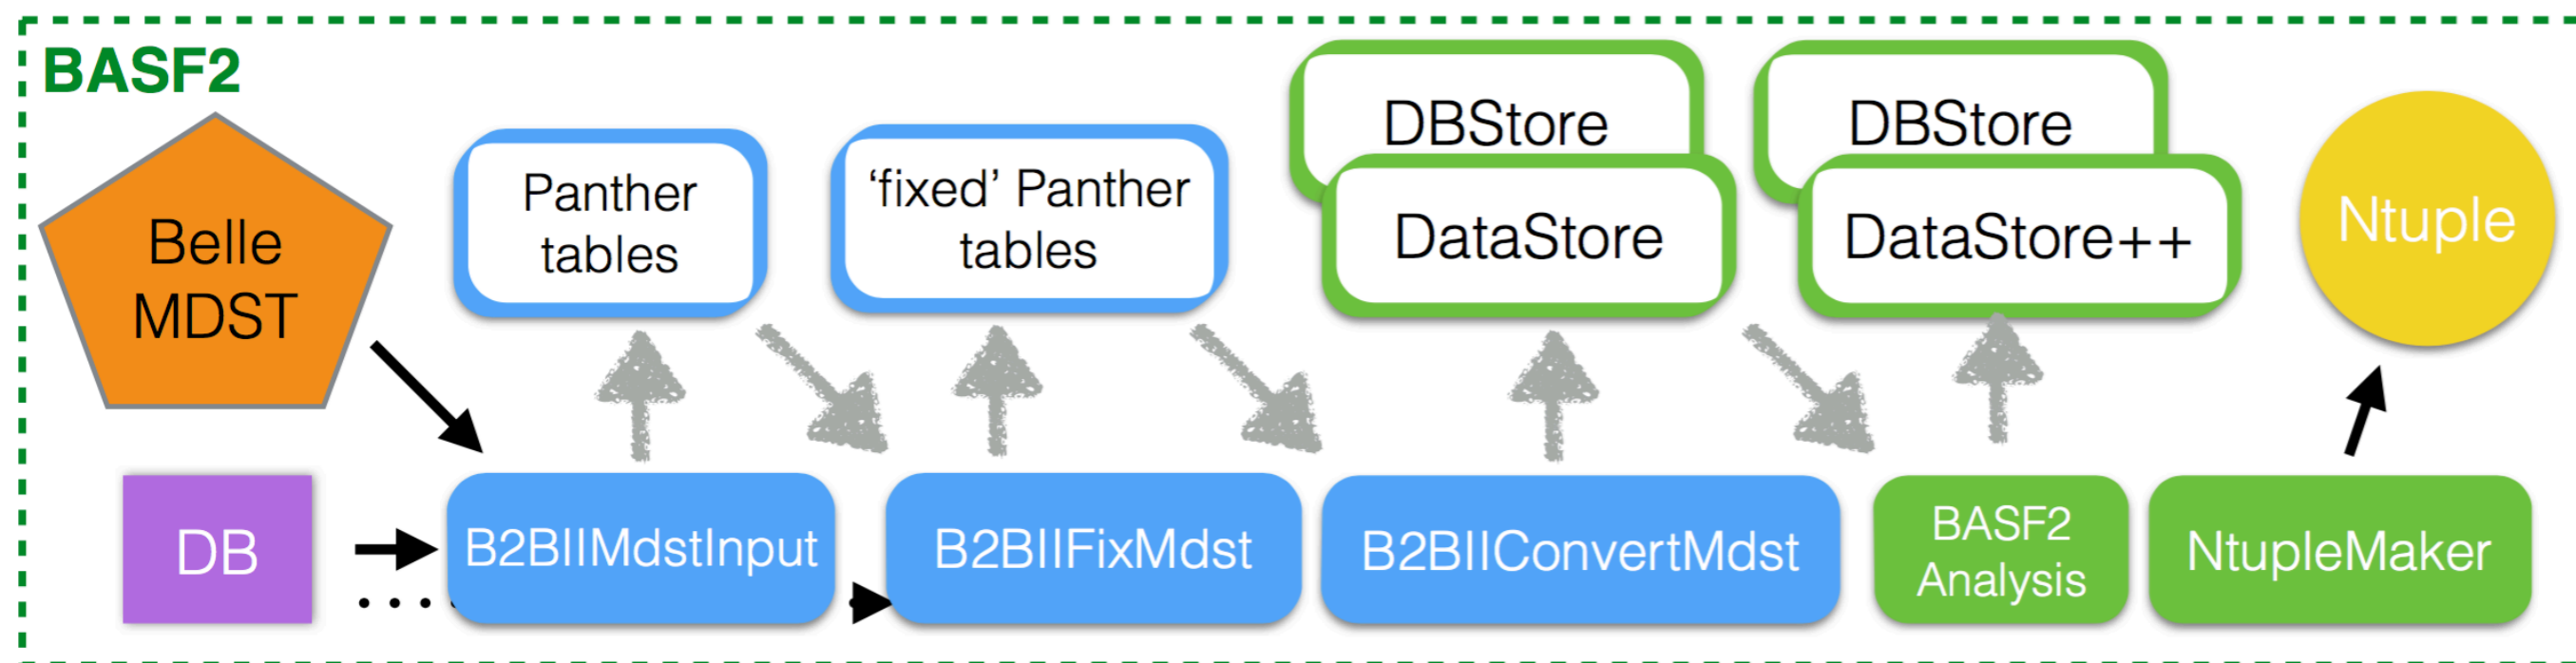 BASF2
Belle
MDST
Panther
tables
‘fixed’ Panther
tables
DBStore
DataStore
DBStore
DataStore++
Ntuple
DB
B2BIIMdstInput
B2BIIFixMdst
B2BIIConvertMdst
BASF2
Analysis
NtupleMaker